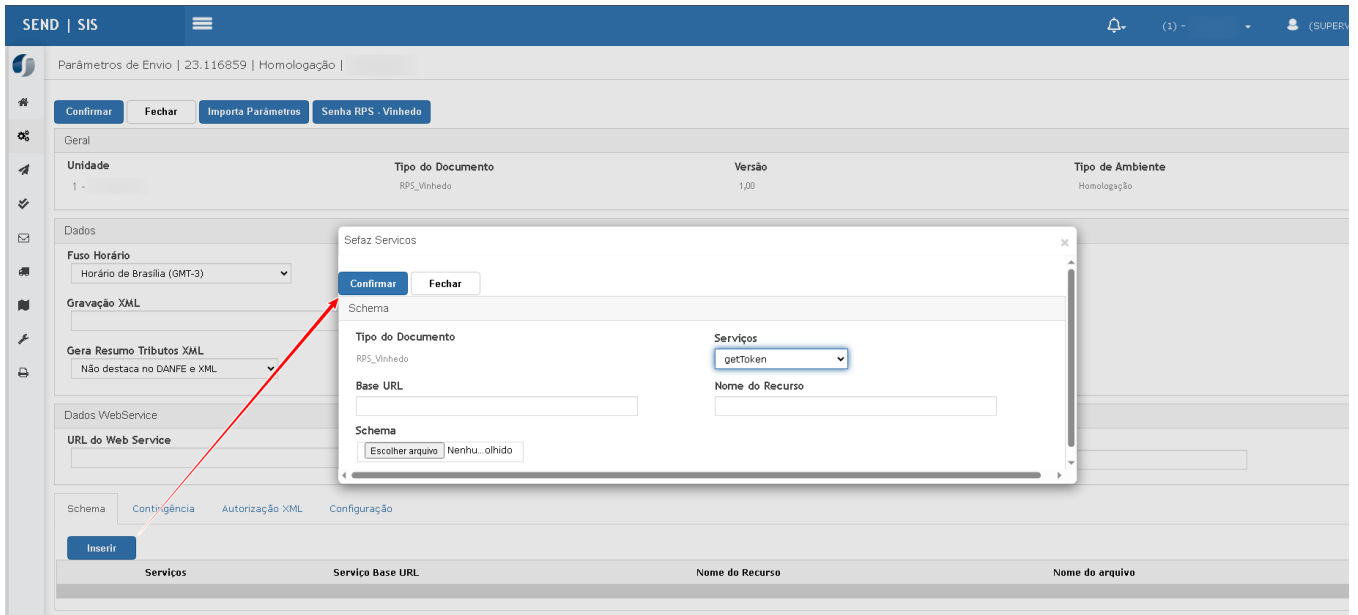 SEND | SIS
(1) -
(SUPERV
Parâmetros de Envio | 23.116859 | Homologação |
Confirmar Fechar Importa Parâmetros Senha RPS - Vinhedo
Geral
Unidade Tipo do Documento Versão Tipo de Ambiente
1 - RPS_Vinhedo 1,00 Homologação
Dados
Fuso Horário
Horário de Brasília (GMT-3)
Gravação XML
Gera Resumo Tributos XML
Não destaca no DANFE e XML
Dados WebService
URL do Web Service
Sefaz Servicos
×
Confirmar Fechar
Schema
Tipo do Documento Serviços
RPS_Vinhedo getToken
Base URL Nome do Recurso
Schema
Escolher arquivo Nenhu...olhido
Schema Contingência Autorização XML Configuração
Inserir
Serviços Serviço Base URL Nome do Recurso Nome do arquivo